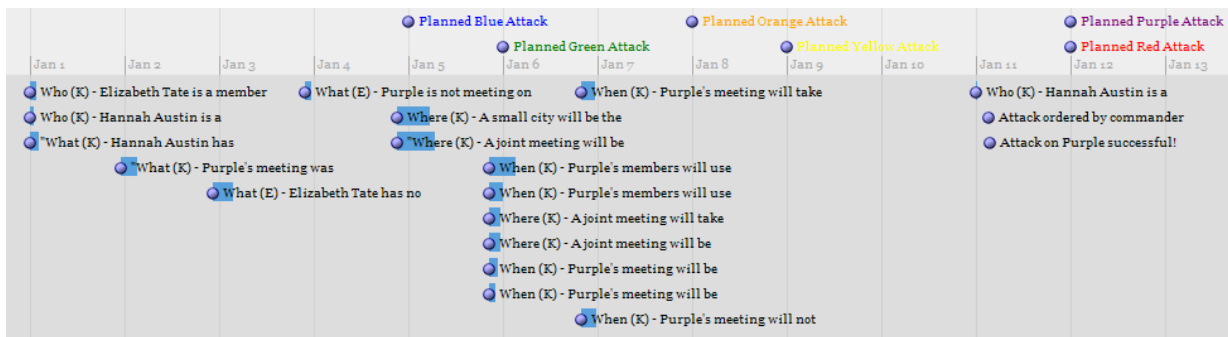 Planned Blue Attack Planned Orange Attack Planned Purple Attack
Planned Green Attack Planned Yellow Attack Planned Red Attack
Jan 1 Jan 2 Jan 3 Jan 4 Jan 5 Jan 6 Jan 7 Jan 8 Jan 9 Jan 10 Jan 11 Jan 12 Jan 13
Who (K) - Elizabeth Tate is a member What (E) - Purple is not meeting on When (K) - Purple's meeting will take Who (K) - Hannah Austin is a
Who (K) - Hannah Austin is a Where (K) - A small city will be the Attack ordered by commander
"What (K) - Hannah Austin has "Where (K) - A joint meeting will be Attack on Purple successful!
"What (K) - Purple's meeting was When (K) - Purple's members will use
What (E) - Elizabeth Tate has no When (K) - Purple's members will use
Where (K) - A joint meeting will take
Where (K) - A joint meeting will be
When (K) - Purple's meeting will be
When (K) - Purple's meeting will be
When (K) - Purple's meeting will not